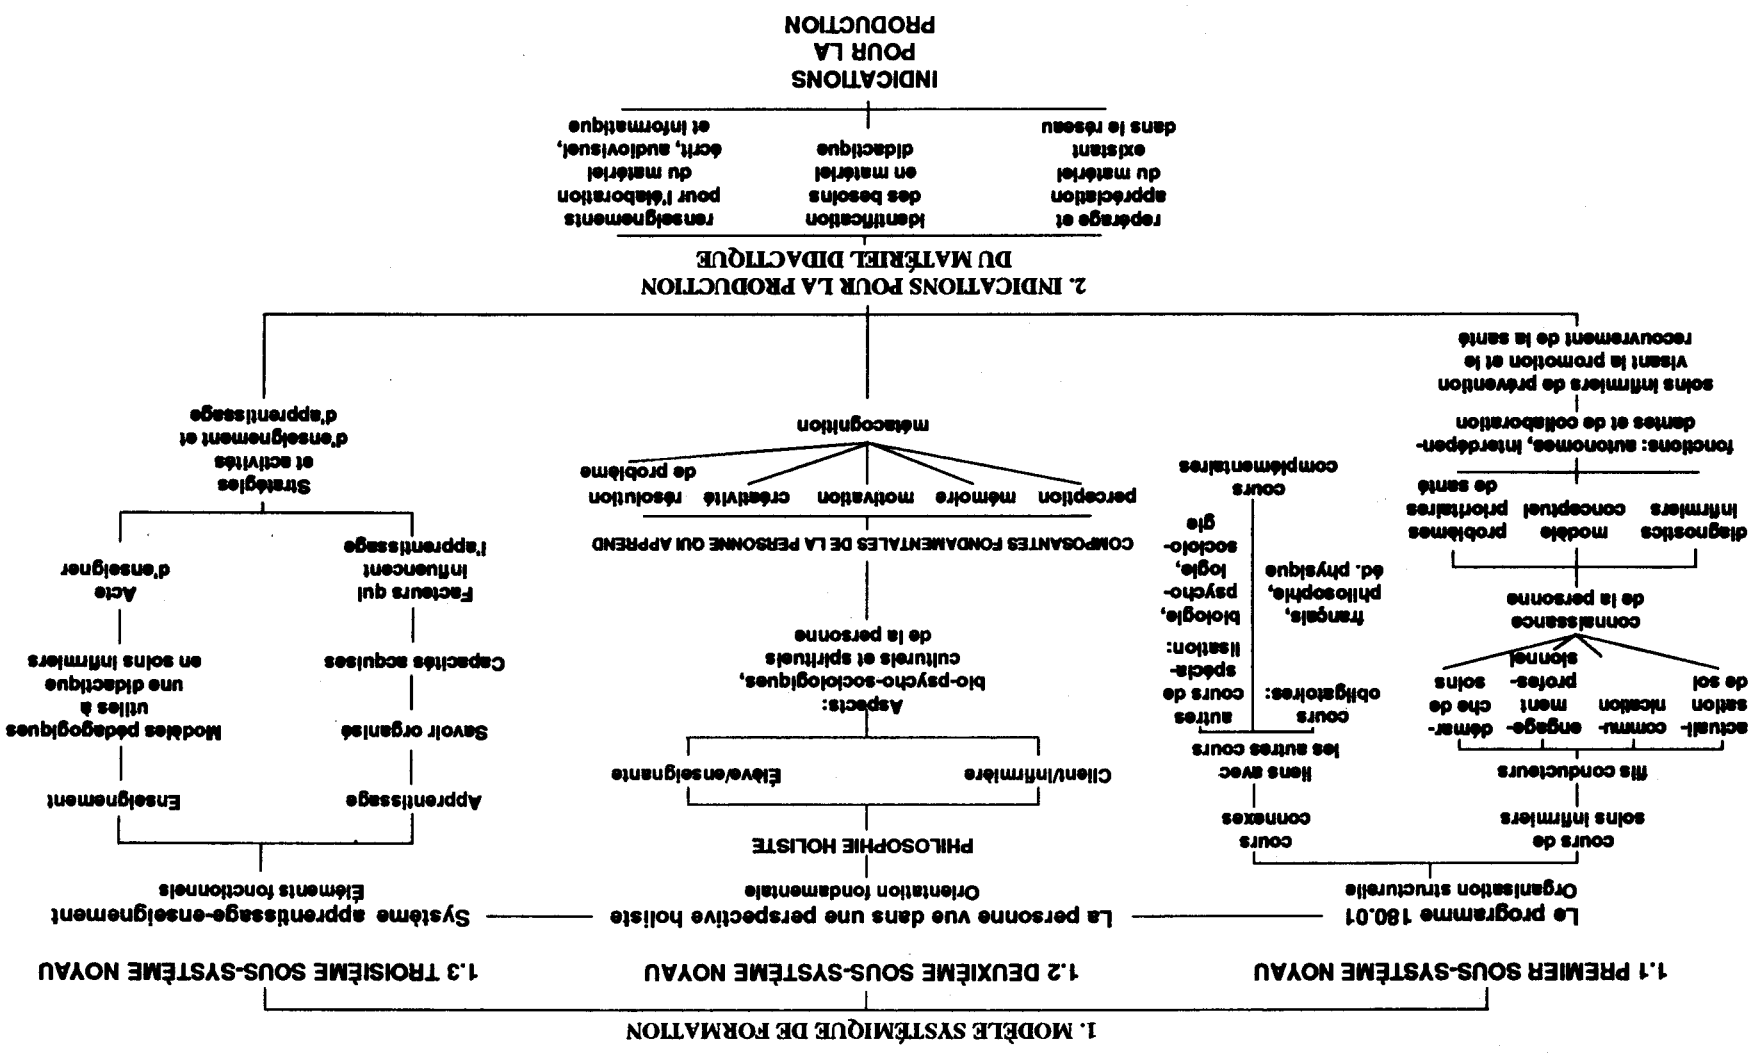 1. MODÈLE SYSTÉMIQUE DE FORMATION
1.1 PREMIER SOUS-SYSTÈME NOYAU
Le programme 180.01
Organisation structurelle
cours de
soins infirmiers
fils conducteurs
actuali-
sation
de soi
commu-
nication
engage-
ment
profes-
sionnel
démar-
che de
soins
connaissance
de la personne
diagnostics
infirmiers
modèle
conceptuel
problèmes
prioritaires
de santé
fonctions: autonomes, interdépen-
dantes et de collaboration
soins infirmiers de prévention
visant la promotion et le
recouvrement de la santé
cours
connexes
liens avec
les autres cours
cours
obligatoires:
français,
philosophie,
éd. physique
autres
cours de
spécia-
lisation:
biologie,
psycho-
logie,
sociolo-
gie
cours
complémentaires
1.2 DEUXIÈME SOUS-SYSTÈME NOYAU
La personne vue dans une perspective holiste
Orientation fondamentale
PHILOSOPHIE HOLISTE
Client/infirmière
Élève/enseignante
Aspects:
bio-psycho-sociologiques,
culturels et spirituels
de la personne
COMPOSANTES FONDAMENTALES DE LA PERSONNE QUI APPREND
perception
mémoire
motivation
créativité
résolution
de problème
métacognition
1.3 TROISIÈME SOUS-SYSTÈME NOYAU
Système apprentissage-enseignement
Éléments fonctionnels
Apprentissage
Savoir organisé
Capacités acquises
Facteurs qui
influencent
l'apprentissage
Enseignement
Modèles pédagogiques
utiles à
une didactique
en soins infirmiers
Acte
d'enseigner
Stratégies
et activités
d'enseignement et
d'apprentissage
2. INDICATIONS POUR LA PRODUCTION
DU MATÉRIEL DIDACTIQUE
repérage et
appréciation
du matériel
existant
dans le réseau
identification
des besoins
en matériel
didactique
renseignements
pour l'élaboration
du matériel
écrit, audiovisuel,
et informatique
INDICATIONS
POUR LA
PRODUCTION